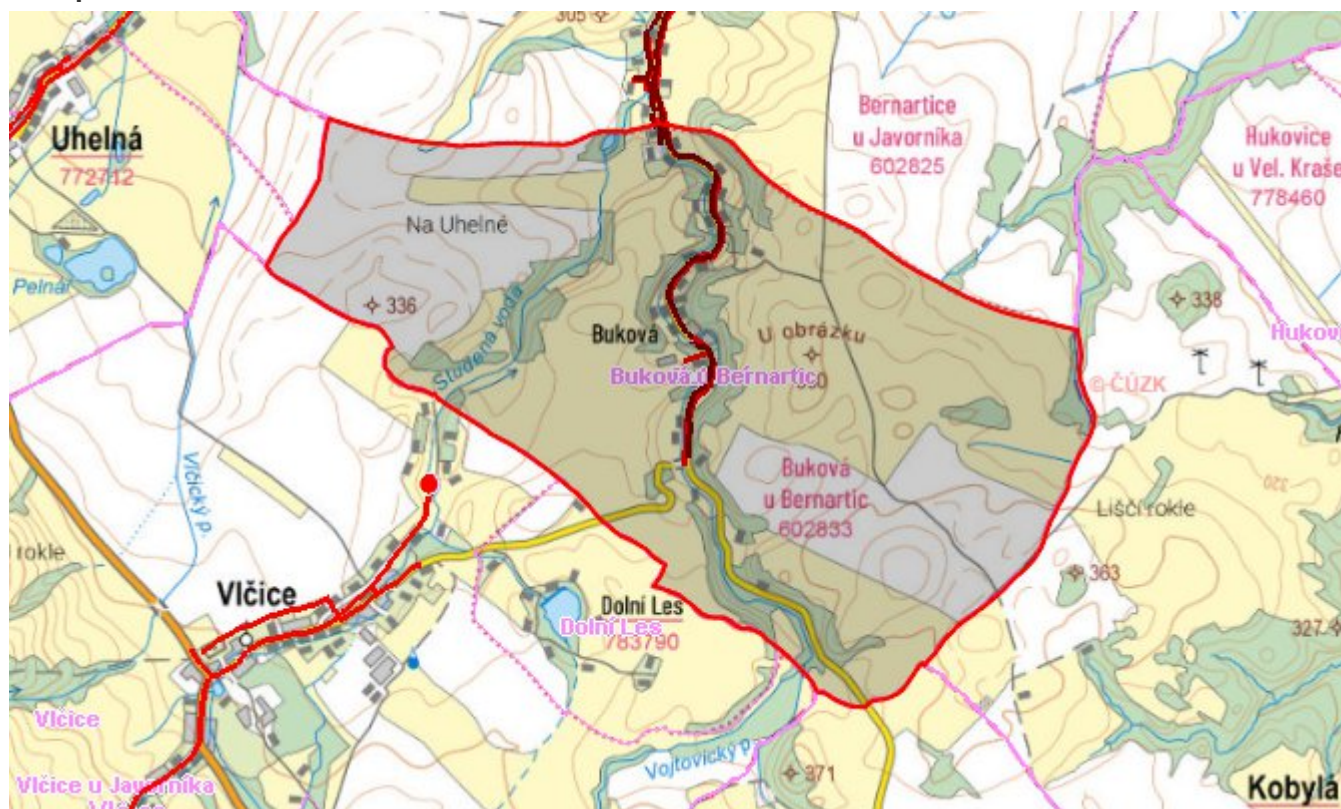 305
Bernartice
u Javorníka
602825
Hukovice
u Vel. Kraše
778460
Uhelná
772712
Na Uhelné
Pelnář
336
338
Studená voda
Buková
U obrázku
Hukov
Buková u Bernartic
©ČÚZK
Vlčický p.
Buková
u Bernartic
602833
Liščí rokle
320
rokle
363
Vlčice
Dolní Les
Dolní Les
783790
327
Vlčice
Vojtovický p.
371
Kobylá
Vlčice u Javorníka